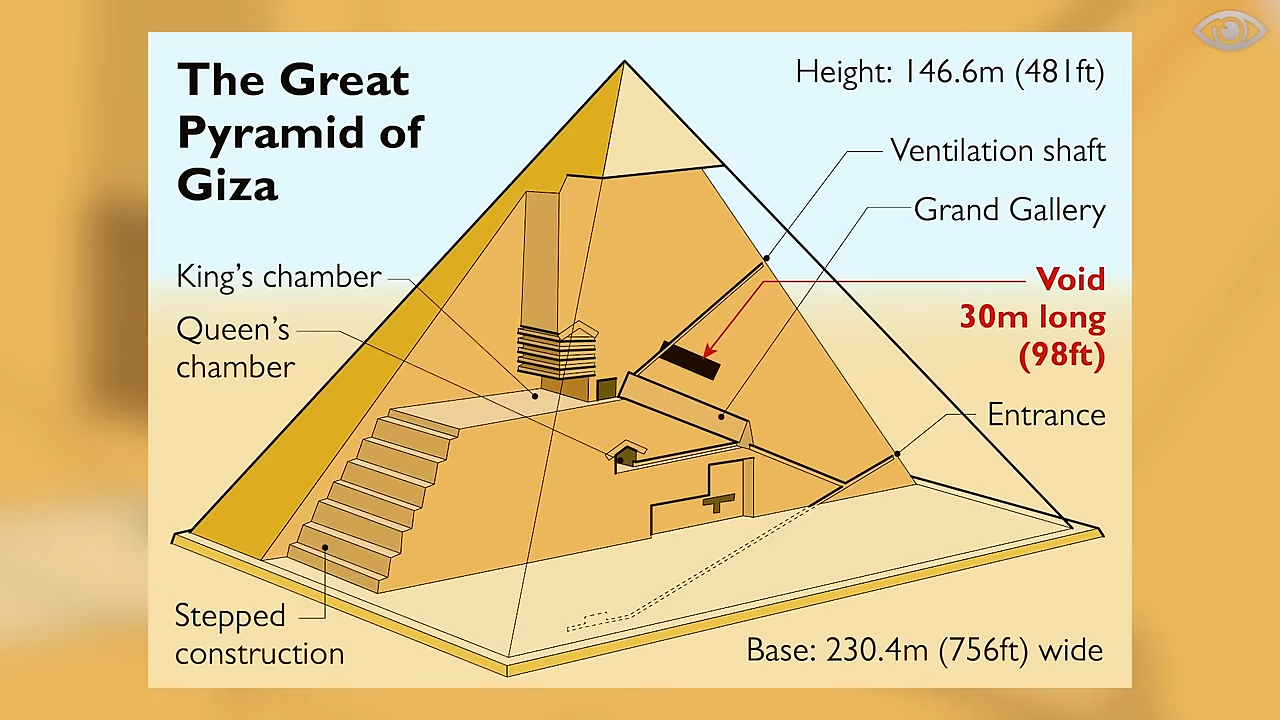 The Great
Pyramid of
Giza
Height: 146.6m (481ft)
Ventilation shaft
Grand Gallery
King's chamber
Void
30m long
(98ft)
Queen's
chamber
Entrance
Stepped
construction
Base: 230.4m (756ft) wide